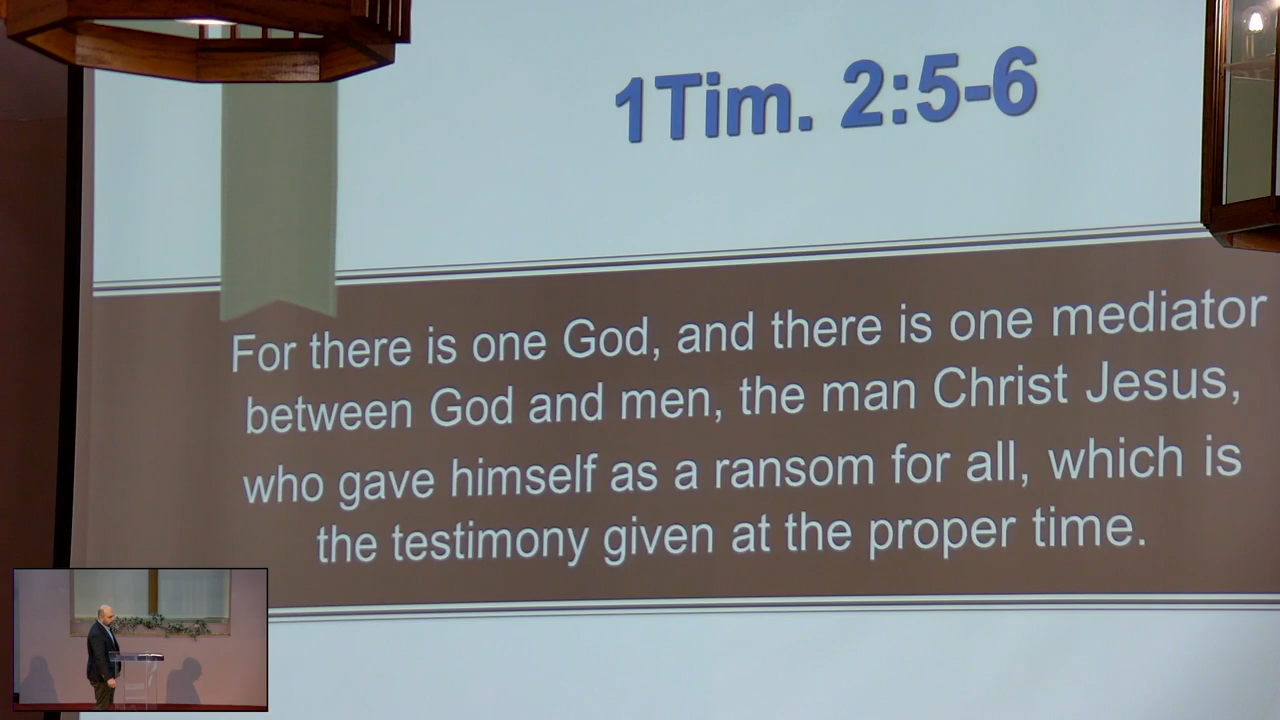 1Tim. 2:5-6
For there is one God, and there is one mediator
between God and men, the man Christ Jesus,
who gave himself as a ransom for all, which is
the testimony given at the proper time.